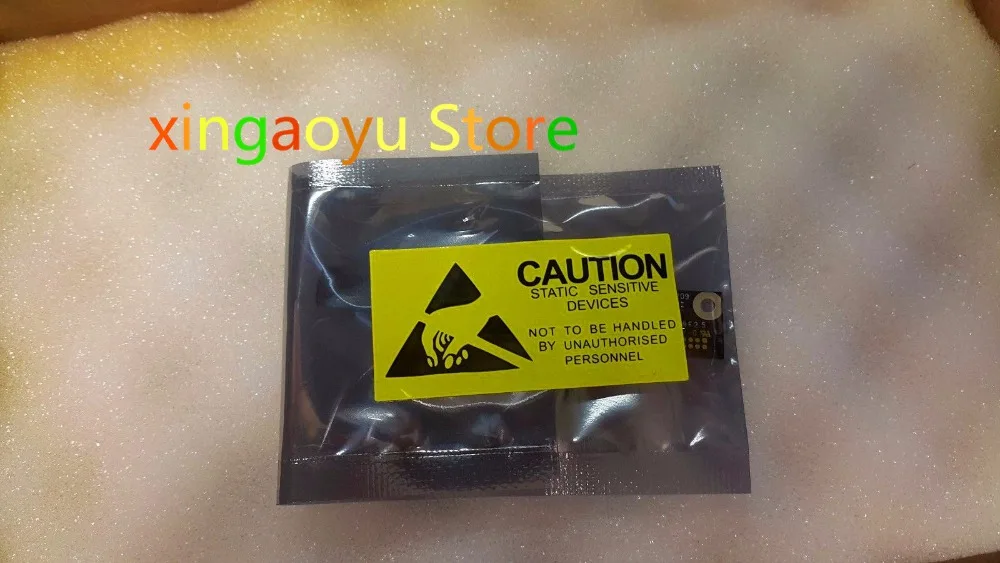 xingaoyu Store
CAUTION
STATIC SENSITIVE
DEVICES
NOT TO BE HANDLED
BY UNAUTHORISED
PERSONNEL